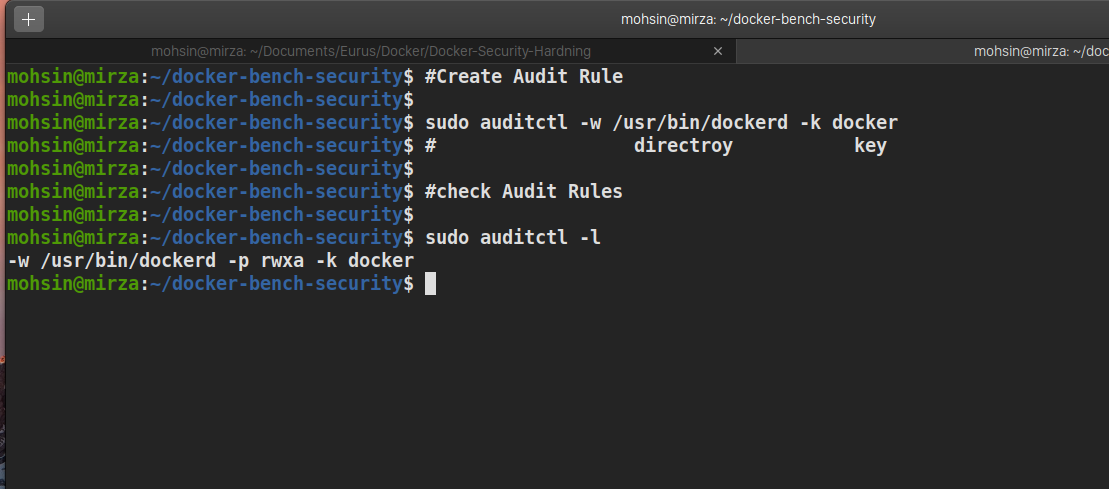 mohsin@mirza: ~/docker-bench-security
mohsin@mirza: ~/Documents/Eurus/Docker/Docker-Security-Hardning
mohsin@mirza: ~/doc
mohsin@mirza:~/docker-bench-security$ #Create Audit Rule
mohsin@mirza:~/docker-bench-security$
mohsin@mirza:~/docker-bench-security$ sudo auditctl -w /usr/bin/dockerd -k docker
mohsin@mirza:~/docker-bench-security$ #                  directroy           key
mohsin@mirza:~/docker-bench-security$
mohsin@mirza:~/docker-bench-security$ #check Audit Rules
mohsin@mirza:~/docker-bench-security$
mohsin@mirza:~/docker-bench-security$ sudo auditctl -l
-w /usr/bin/dockerd -p rwxa -k docker
mohsin@mirza:~/docker-bench-security$